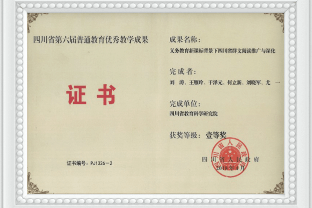 四川省第六届普通教育优秀教学成果
证书
证书编号：PJ1326-2
成果名称：
义务教育新课标背景下四川省群文阅读推广与深化
完成者：
完成单位：
四川省教育科学研究院
获奖等级：壹等奖
四川省人民政府